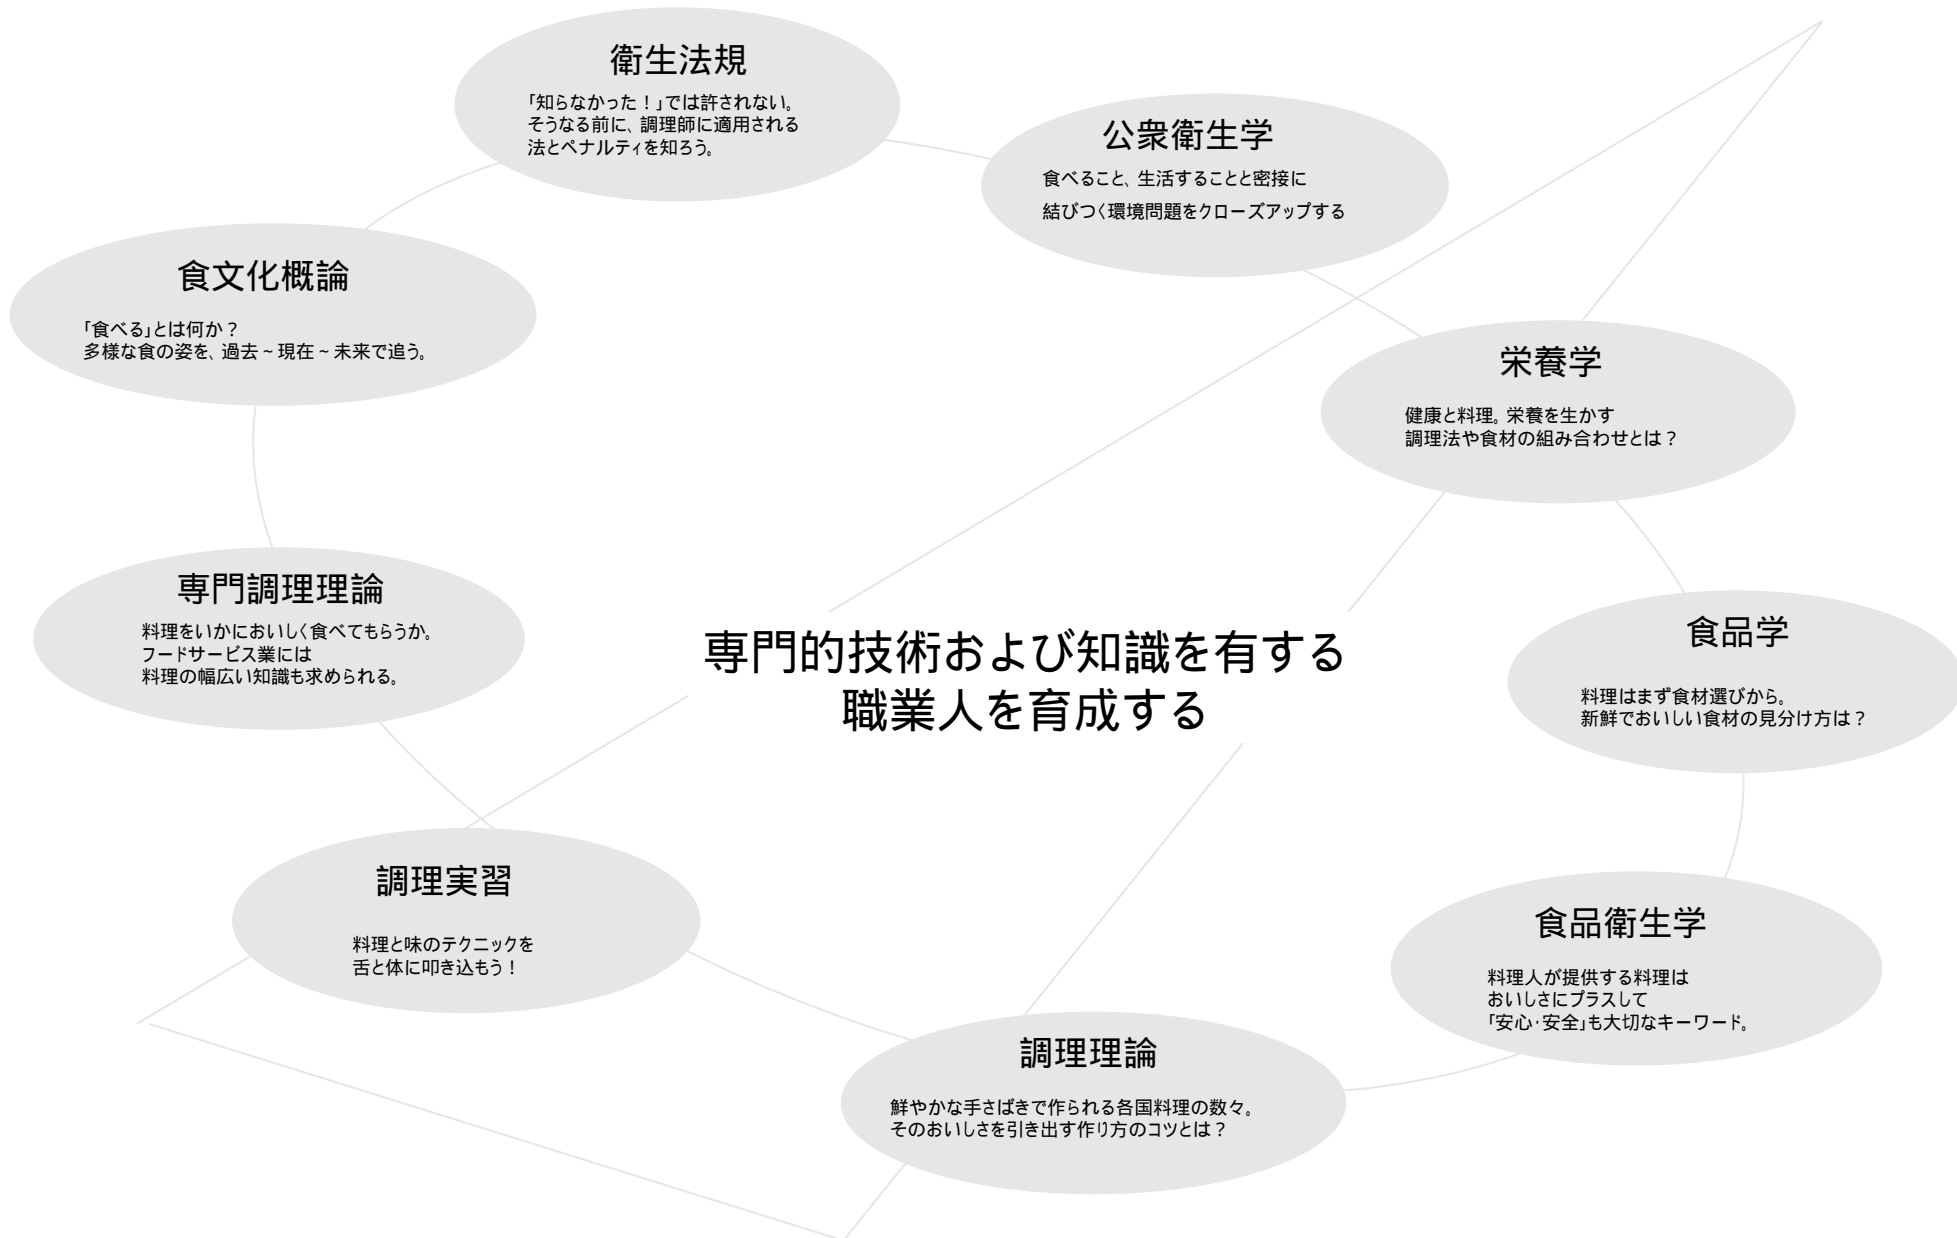 衛生法規
「知らなかった！」では許されない。
そうなる前に、調理師に適用される
法とペナルティを知ろう。
公衆衛生学
食べること、生活することと密接に
結びつく環境問題をクローズアップする
食文化概論
「食べる」とは何か？
多様な食の姿を、過去～現在～未来で追う。
栄養学
健康と料理。栄養を生かす
調理法や食材の組み合わせとは？
専門調理理論
料理をいかにおいしく食べてもらうか。
フードサービス業には
料理の幅広い知識も求められる。
専門的技術および知識を有する
職業人を育成する
食品学
料理はまず食材選びから。
新鮮でおいしい食材の見分け方は？
調理実習
料理と味のテクニックを
舌と体に叩き込もう！
食品衛生学
料理人が提供する料理は
おいしさにプラスして
「安心・安全」も大切なキーワード。
調理理論
鮮やかな手さばきで作られる各国料理の数々。
そのおいしさを引き出す作り方のコツとは？